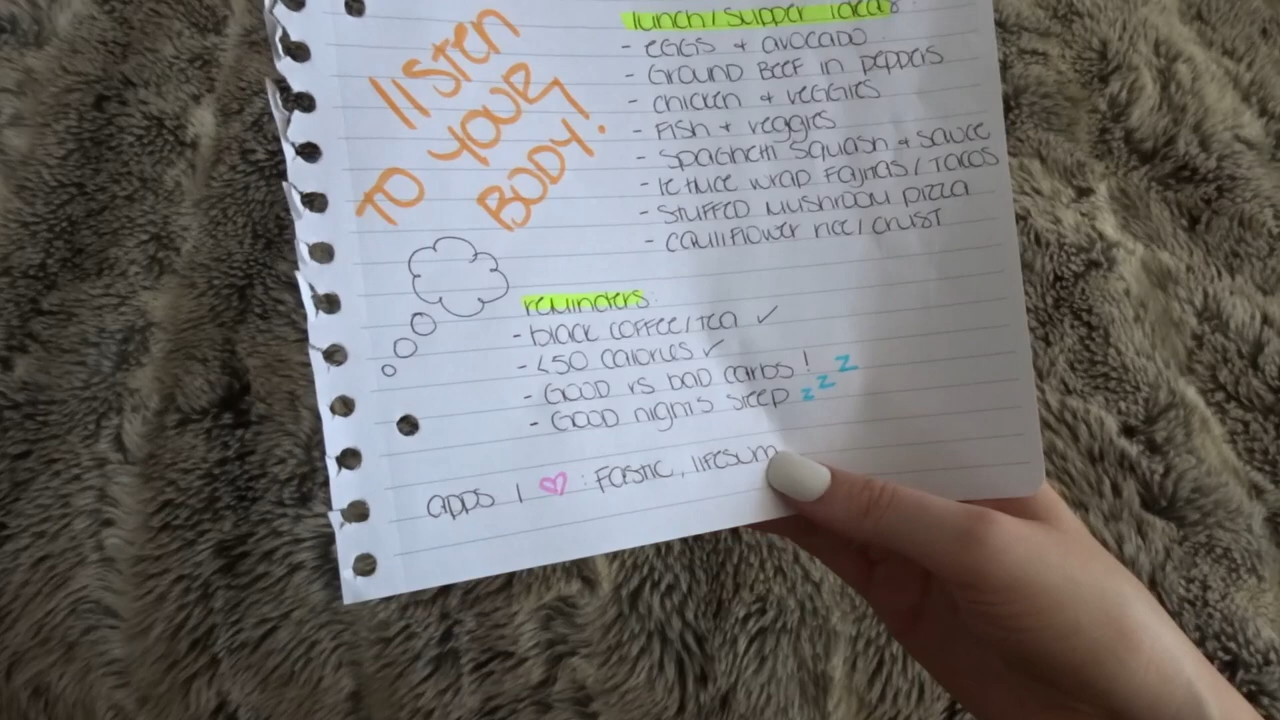 listen
TO YOUR
BODY!
lunch/supper ideas:
- EGGS + avocado
- GROUND BEEF in peppers
- chicken + veggies
- FISH + veggies
- SPaghetti SQUASH + sauce
- lettuce wrap Fajitas/Tacos
- STUFFED MUSHROOM pizza
- cauliflower rice/crust
reminders:
- black coffee/tea ✓
- <50 calories ✓
- GOOD vs bad carbs!
- GOOD nights sleep zzz
apps I ♡ : Fastic, lifesum